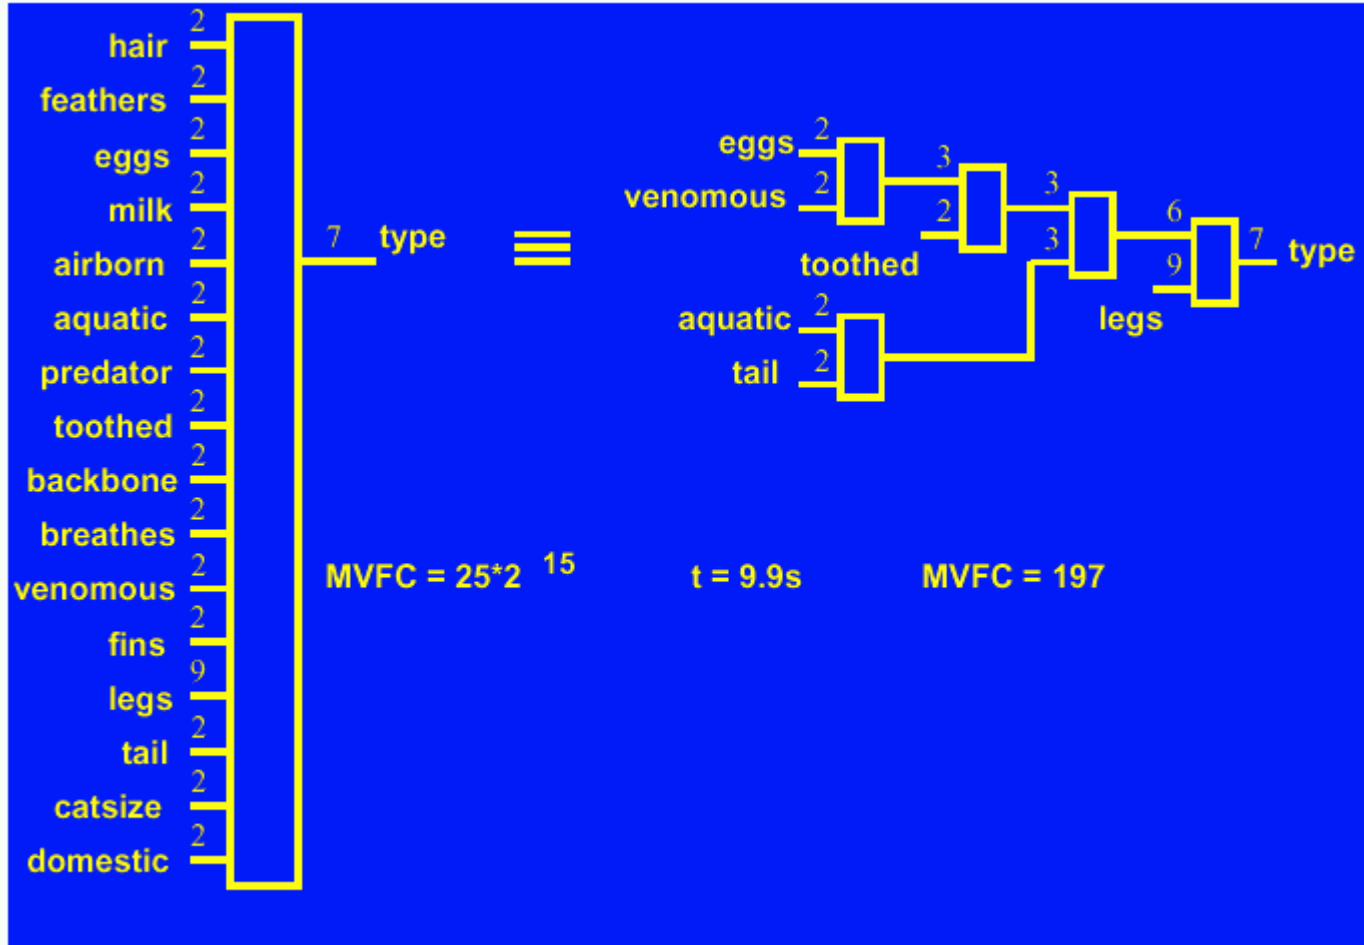 2
hair
2
feathers
2
eggs
2
milk
2
airborn
2
aquatic
2
predator
2
toothed
2
backbone
2
breathes
2
venomous
2
fins
9
legs
2
tail
2
catsize
2
domestic
7 type
eggs 2
venomous 2
3
2
toothed
aquatic 2
tail 2
3
3
6
9
legs
7 type
MVFC = 25*2 15
t = 9.9s
MVFC = 197